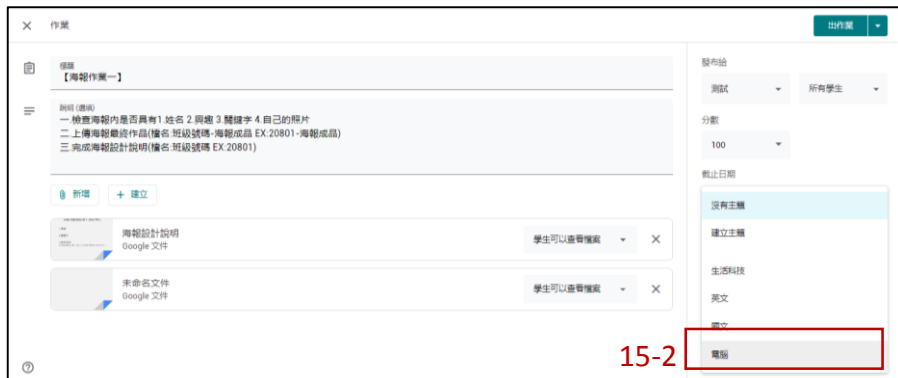 作業
出作業
標題
【海報作業一】
說明 (選填)
一.檢查海報內是否具有1.姓名 2.興趣 3.關鍵字 4.自己的照片
二.上傳海報最終作品(檔名:班級號碼-海報成品 EX:20801-海報成品)
三.完成海報設計說明(檔名:班級號碼 EX:20801)
新增
建立
海報設計說明
Google 文件
學生可以查看檔案
未命名文件
Google 文件
學生可以查看檔案
發布給
測試
所有學生
分數
100
截止日期
沒有主題
建立主題
生活科技
英文
國文
電腦
15-2